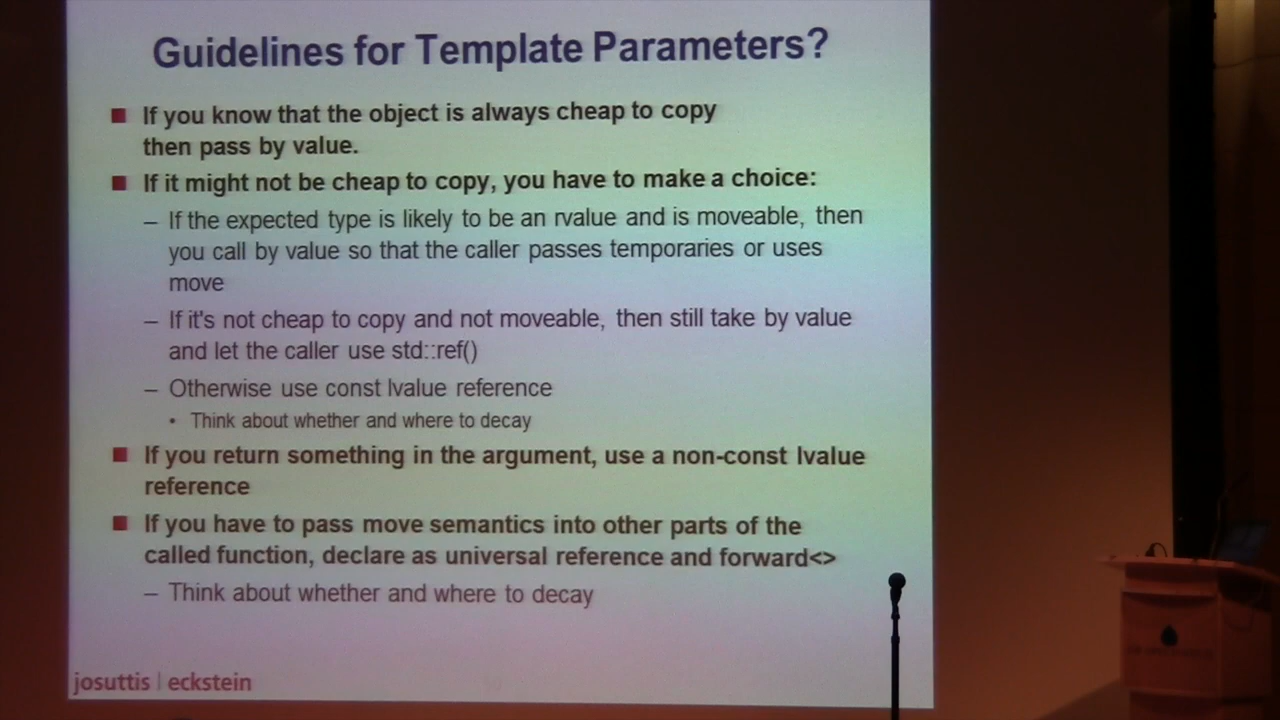 Guidelines for Template Parameters?
If you know that the object is always cheap to copy
then pass by value.
If it might not be cheap to copy, you have to make a choice:
– If the expected type is likely to be an rvalue and is moveable, then
you call by value so that the caller passes temporaries or uses
move
– If it's not cheap to copy and not moveable, then still take by value
and let the caller use std::ref()
– Otherwise use const lvalue reference
• Think about whether and where to decay
If you return something in the argument, use a non-const lvalue
reference
If you have to pass move semantics into other parts of the
called function, declare as universal reference and forward<>
– Think about whether and where to decay
josuttis | eckstein